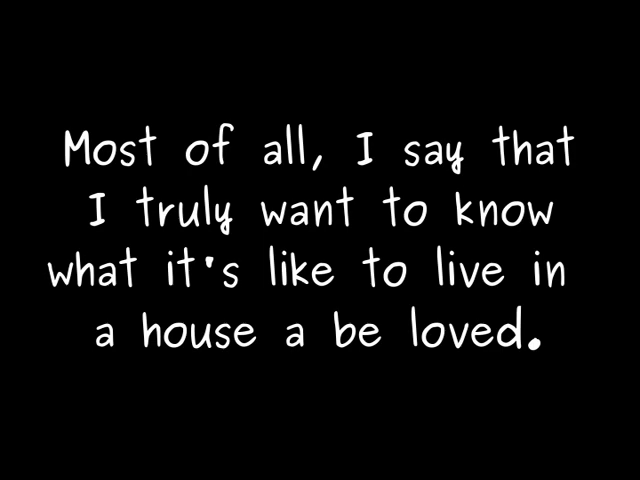 Most of all, I say that
I truly want to know
what it's like to live in
a house a be loved.